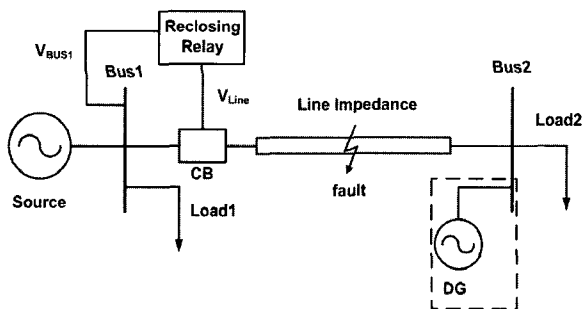 Reclosing
Relay
V_BUS1
Bus1
V_Line
Line Impedance
Bus2
Load2
CB
fault
Source
Load1
DG